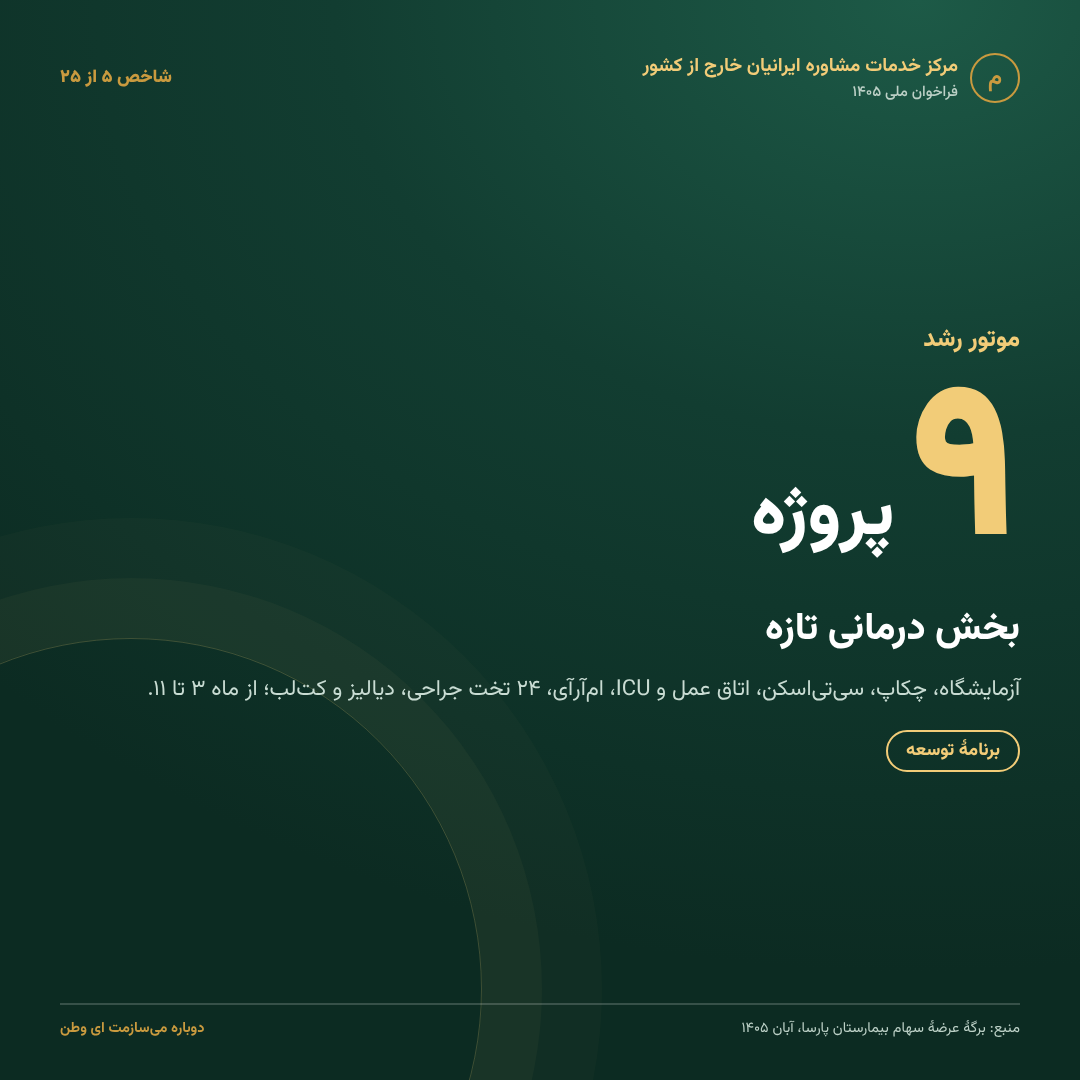 م
مرکز خدمات مشاوره ایرانیان خارج از کشور
فراخوان ملی ۱۴۰۵
شاخص ۵ از ۲۵
موتور رشد
۹ پروژه
بخش درمانی تازه
آزمایشگاه، چکاپ، سی‌تی‌اسکن، اتاق عمل و ICU، ام‌آرآی، ۲۴ تخت جراحی، دیالیز و کت‌لب؛ از ماه ۳ تا ۱۱.
برنامهٔ توسعه
منبع: برگهٔ عرضهٔ سهام بیمارستان پارسا، آبان ۱۴۰۵
دوباره می‌سازمت ای وطن